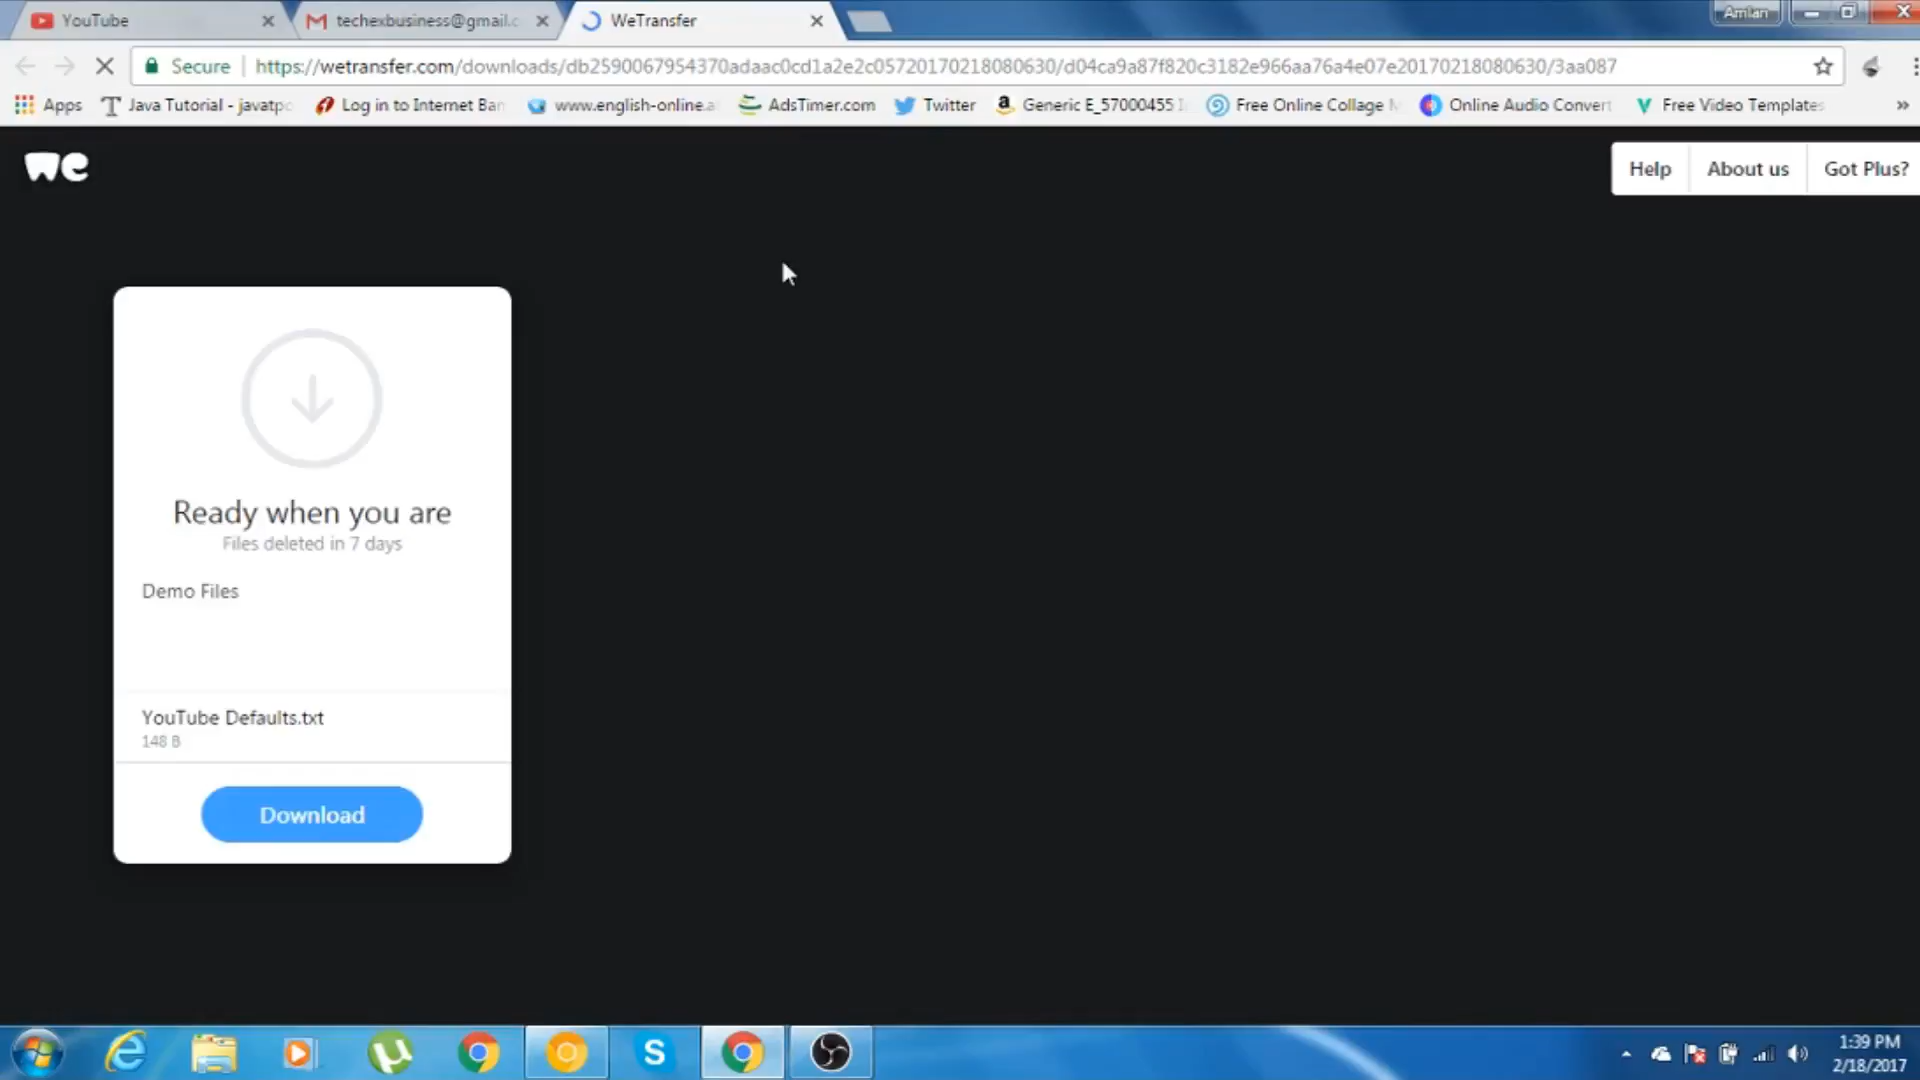 YouTube
techexbusiness@gmail.c
WeTransfer
Amlan
Secure
https://wetransfer.com/downloads/db2590067954370adaac0cd1a2e2c05720170218080630/d04ca9a87f820c3182e966aa76a4e07e20170218080630/3aa087
Apps
Java Tutorial - javatpo
Log in to Internet Ban
www.english-online.a
AdsTimer.com
Twitter
Generic E_57000455 I
Free Online Collage M
Online Audio Convert
Free Video Templates
»
we
Help
About us
Got Plus?
Ready when you are
Files deleted in 7 days
Demo Files
YouTube Defaults.txt
148 B
Download
1:39 PM
2/18/2017